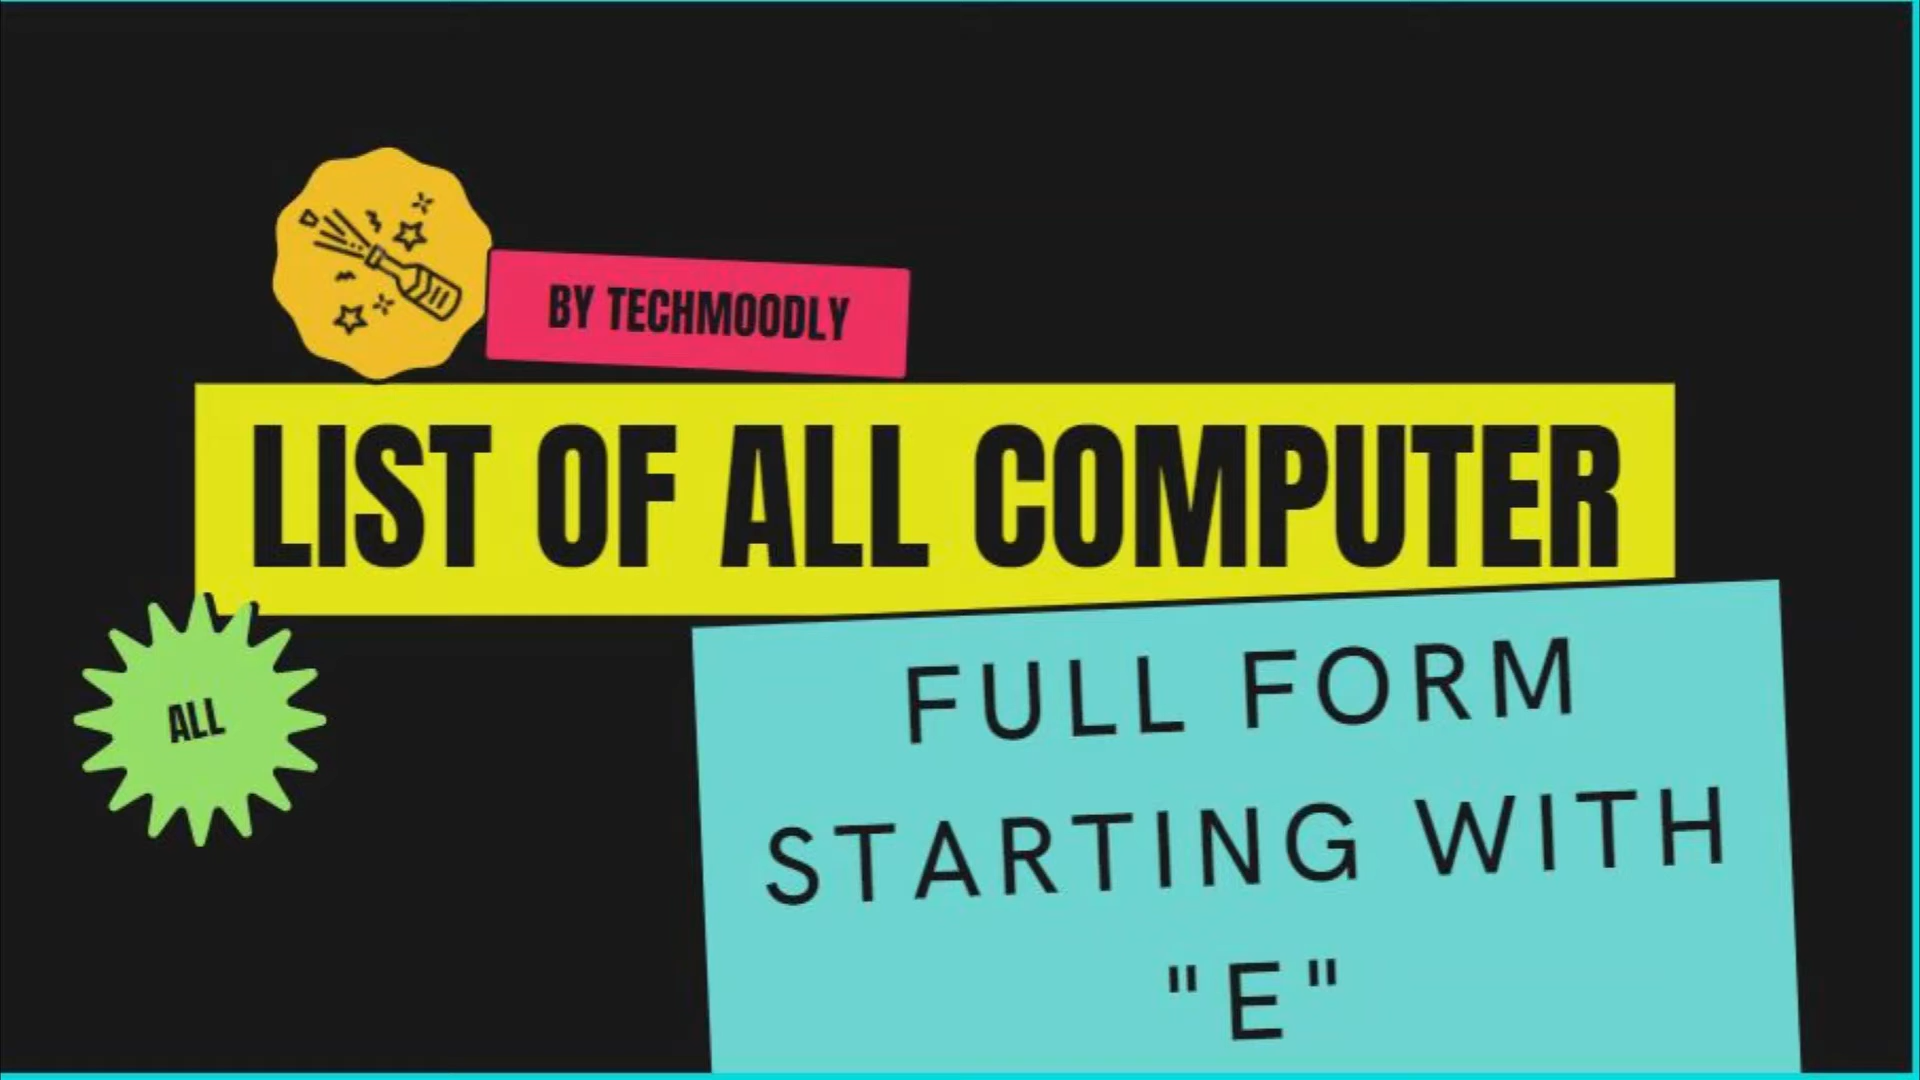 BY TECHMOODLY
LIST OF ALL COMPUTER
ALL
FULL FORM
STARTING WITH
"E"